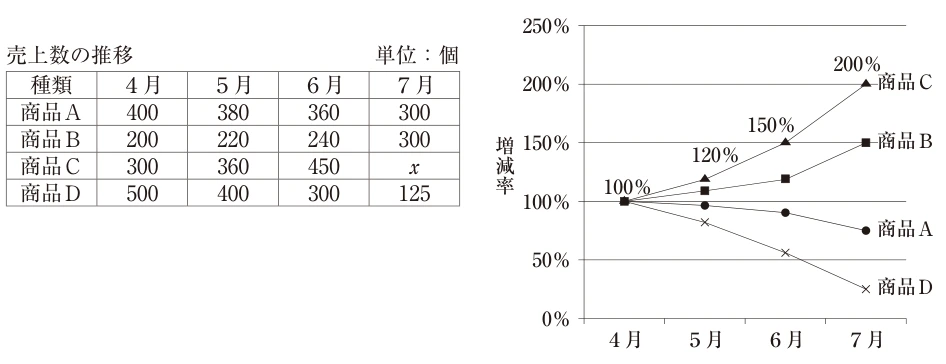 売上数の推移 単位：個
種類 4月 5月 6月 7月
商品A 400 380 360 300
商品B 200 220 240 300
商品C 300 360 450 x
商品D 500 400 300 125
250%
200%
150%
100%
50%
0%
増減率
100%
120%
150%
200%
商品C
商品B
商品A
商品D
4月 5月 6月 7月